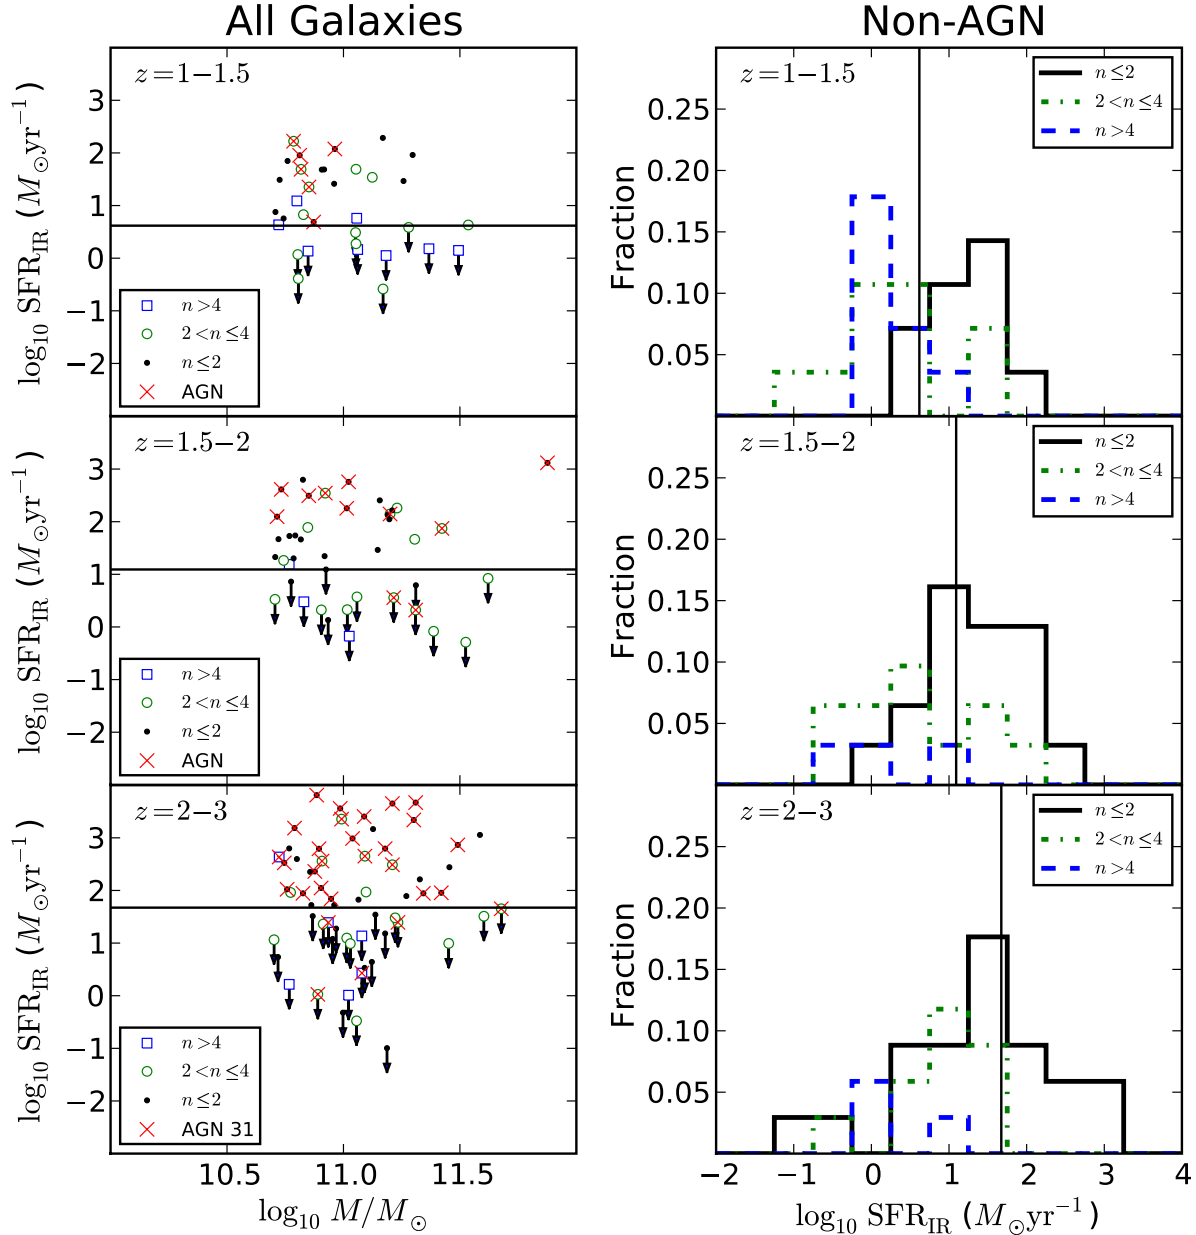 All Galaxies
Non-AGN
z=1−1.5
log₁₀ SFR_IR (M⊙yr⁻¹)
3
2
1
0
−1
−2
n>4
2<n≤4
n≤2
AGN
z=1−1.5
Fraction
0.25
0.20
0.15
0.10
0.05
n≤2
2<n≤4
n>4
z=1.5−2
log₁₀ SFR_IR (M⊙yr⁻¹)
3
2
1
0
−1
−2
n>4
2<n≤4
n≤2
AGN
z=1.5−2
Fraction
0.25
0.20
0.15
0.10
0.05
n≤2
2<n≤4
n>4
z=2−3
log₁₀ SFR_IR (M⊙yr⁻¹)
3
2
1
0
−1
−2
n>4
2<n≤4
n≤2
AGN 31
10.5 11.0 11.5
log₁₀ M/M⊙
z=2−3
Fraction
0.25
0.20
0.15
0.10
0.05
n≤2
2<n≤4
n>4
−2 −1 0 1 2 3 4
log₁₀ SFR_IR (M⊙yr⁻¹)